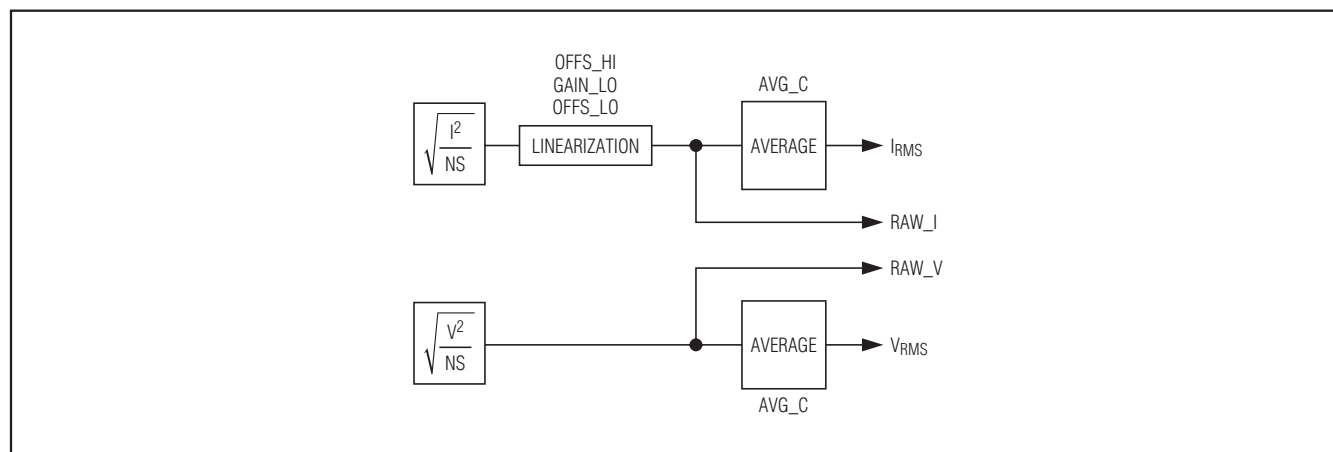 OFFS_HI
GAIN_LO
OFFS_LO
AVG_C
√(I²/NS)
LINEARIZATION
AVERAGE
IRMS
RAW_I
RAW_V
√(V²/NS)
AVERAGE
VRMS
AVG_C